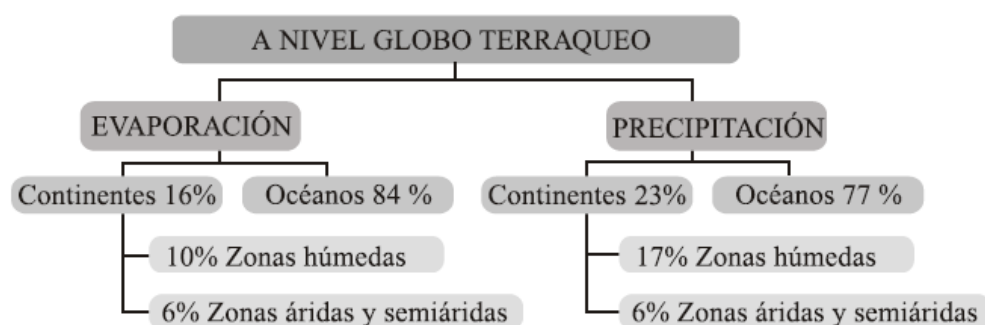 A NIVEL GLOBO TERRAQUEO
EVAPORACIÓN
Continentes 16%
Océanos 84 %
10% Zonas húmedas
6% Zonas áridas y semiáridas
PRECIPITACIÓN
Continentes 23%
Océanos 77 %
17% Zonas húmedas
6% Zonas áridas y semiáridas